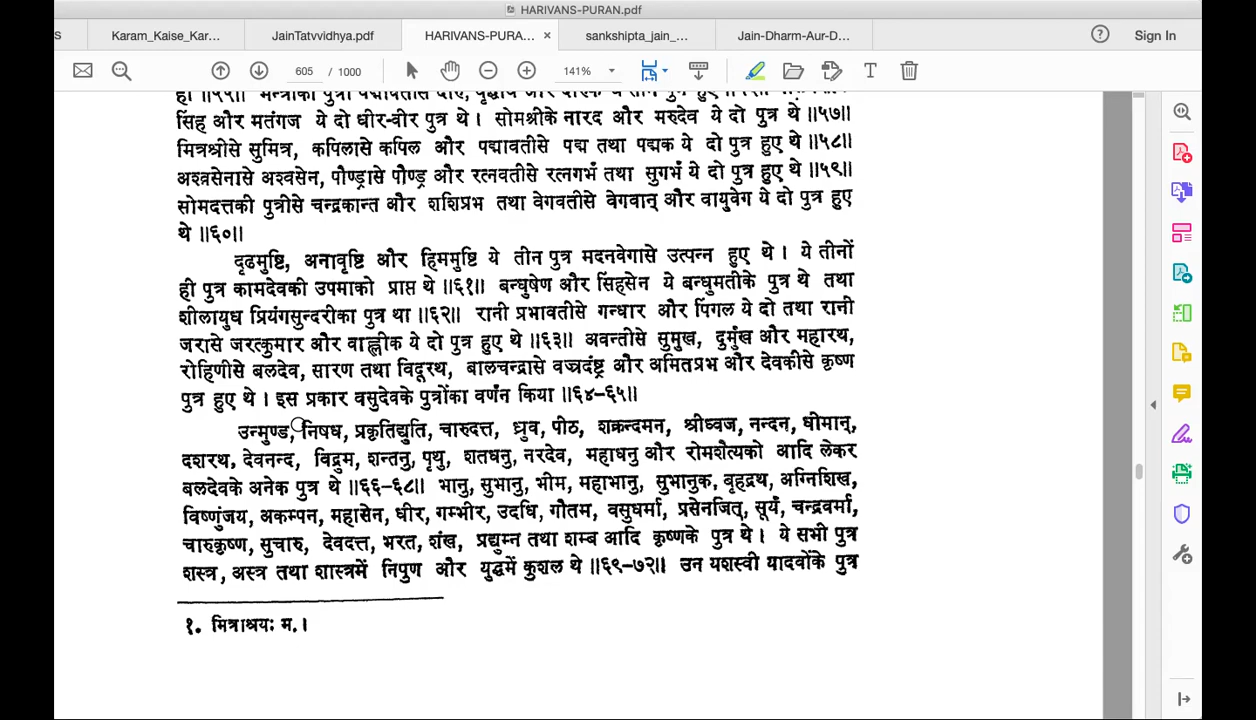 HARIVANS-PURAN.pdf
s Karam_Kaise_Kar... JainTatvvidhya.pdf HARIVANS-PURA... × sankshipta_jain_... Jain-Dharm-Aur-D... Sign In
605 / 1000 141%
सिंह और मतंगज ये दो धीर-वीर पुत्र थे । सोमश्रीके नारद और मरुदेव ये दो पुत्र थे ॥५७॥
मित्रश्रीसे सुमित्र, कपिलासे कपिल और पद्मावतीसे पद्म तथा पद्मक ये दो पुत्र हुए थे ॥५८॥
अश्वसेनासे अश्वसेन, पौण्ड्रासे पौण्ड्र और रत्नवतीसे रत्नगर्भ तथा सुगर्भ ये दो पुत्र हुए थे ॥५९॥
सोमदत्तकी पुत्रीसे चन्द्रकान्त और शशिप्रभ तथा वेगवतीसे वेगवान् और वायुवेग ये दो पुत्र हुए
थे ॥६०॥
दृढमुष्टि, अनावृष्टि और हिममुष्टि ये तीन पुत्र मदनवेगासे उत्पन्न हुए थे । ये तीनों
ही पुत्र कामदेवकी उपमाको प्राप्त थे ॥६१॥ बन्धुषेण और सिंहसेन ये बन्धुमतीके पुत्र थे तथा
शीलायुध प्रियंगसुन्दरीका पुत्र था ॥६२॥ रानी प्रभावतीसे गन्धार और पिंगल ये दो तथा रानी
जरासे जरत्कुमार और वाह्लीक ये दो पुत्र हुए थे ॥६३॥ अवन्तीसे सुमुख, दुर्मुख और महारथ,
रोहिणीसे बलदेव, सारण तथा विदूरथ, बालचन्द्रासे वज्रदंष्ट्र और अमितप्रभ और देवकीसे कृष्ण
पुत्र हुए थे । इस प्रकार वसुदेवके पुत्रोंका वर्णन किया ॥६४-६५॥
उन्मुण्ड, निषध, प्रकृतिद्युति, चारुदत्त, ध्रुव, पीठ, शक्रन्दमन, श्रीध्वज, नन्दन, धीमान्,
दशरथ, देवनन्द, विद्रुम, शन्तनु, पृथु, शतधनु, नरदेव, महाधनु और रोमशैत्यको आदि लेकर
बलदेवके अनेक पुत्र थे ॥६६-६८॥ भानु, सुभानु, भीम, महाभानु, सुभानुक, वृहद्रथ, अग्निशिख,
विष्णुंजय, अकम्पन, महासेन, धीर, गम्भीर, उदधि, गौतम, वसुधर्मा, प्रसेनजित्, सूर्य, चन्द्रवर्मा,
चारुकृष्ण, सुचारु, देवदत्त, भरत, शंख, प्रद्युम्न तथा शम्ब आदि कृष्णके पुत्र थे । ये सभी पुत्र
शस्त्र, अस्त्र तथा शास्त्रमें निपुण और युद्धमें कुशल थे ॥६९-७२॥ उन यशस्वी यादवोंके पुत्र
१. मित्राश्रयः म. ।